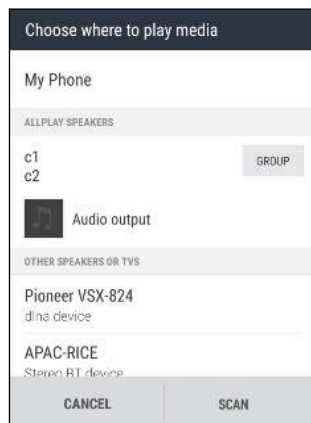 Choose where to play media
My Phone
ALLPLAY SPEAKERS
c1
c2
GROUP
Audio output
OTHER SPEAKERS OR TVS
Pioneer VSX-824
dlna device
APAC-RICE
Stereo BT device
CANCEL
SCAN